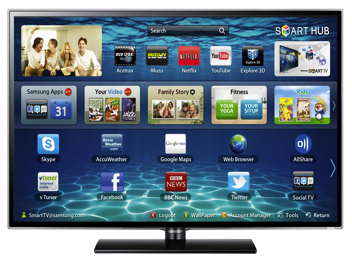 Search
SMART HUB
Acetrax
Muzu
NETFLIX
Netflix
YouTube
Explore 3D
SMART TV
Samsung Apps
Your Video
Family Story
Fitness
Kids
31
YOUR YOGA
YOUR SITUP
Skype
AccuWeather
Google Maps
Web Browser
AllShare
vTuner
BBC
NEWS
v Tuner
Facebook
BBC News
Twitter
Social TV
SmartTV@samsung.com
A Logout
B WallPaper
C Account Manager
Tools
Return